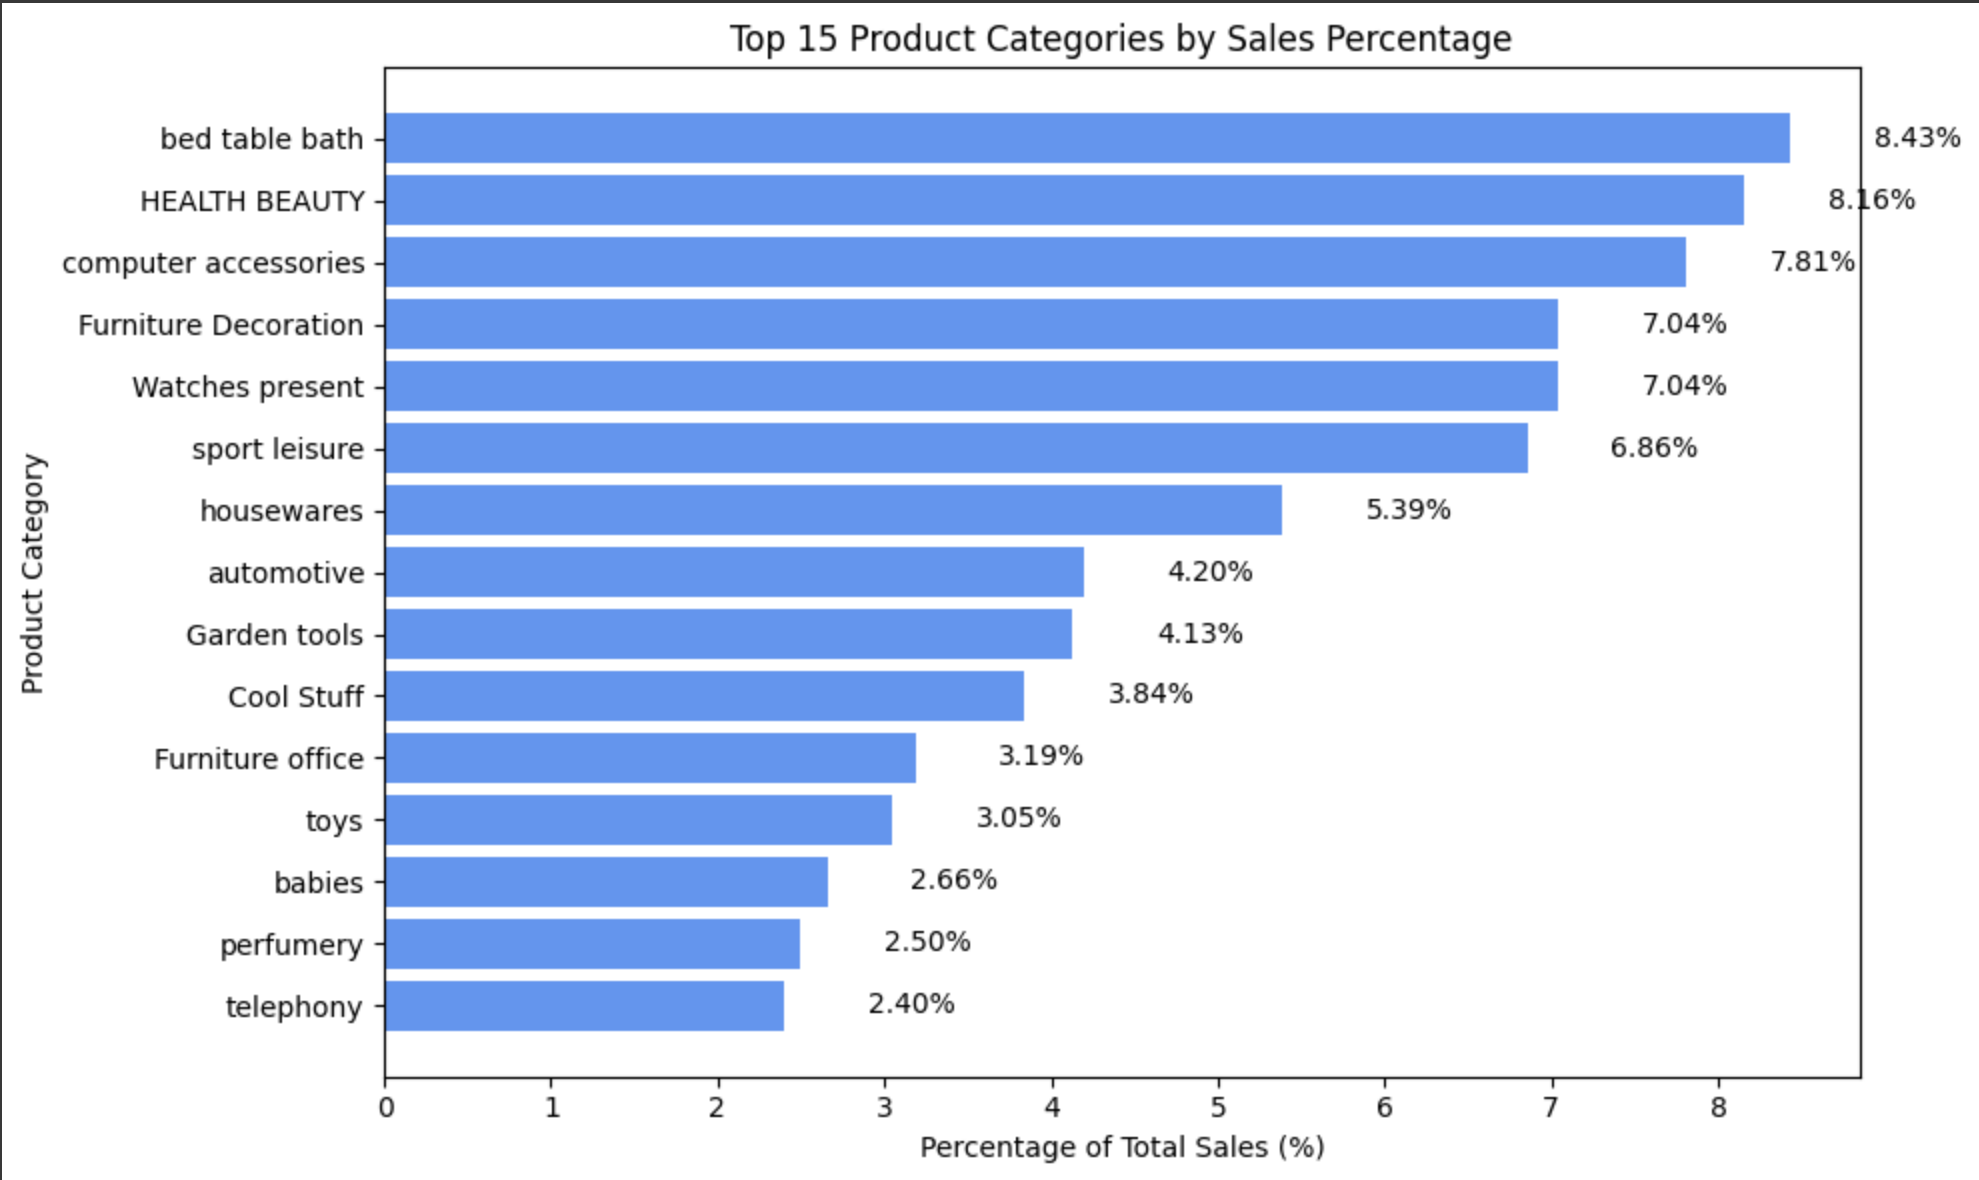 Top 15 Product Categories by Sales Percentage
Product Category
bed table bath 8.43%
HEALTH BEAUTY 8.16%
computer accessories 7.81%
Furniture Decoration 7.04%
Watches present 7.04%
sport leisure 6.86%
housewares 5.39%
automotive 4.20%
Garden tools 4.13%
Cool Stuff 3.84%
Furniture office 3.19%
toys 3.05%
babies 2.66%
perfumery 2.50%
telephony 2.40%
0 1 2 3 4 5 6 7 8
Percentage of Total Sales (%)